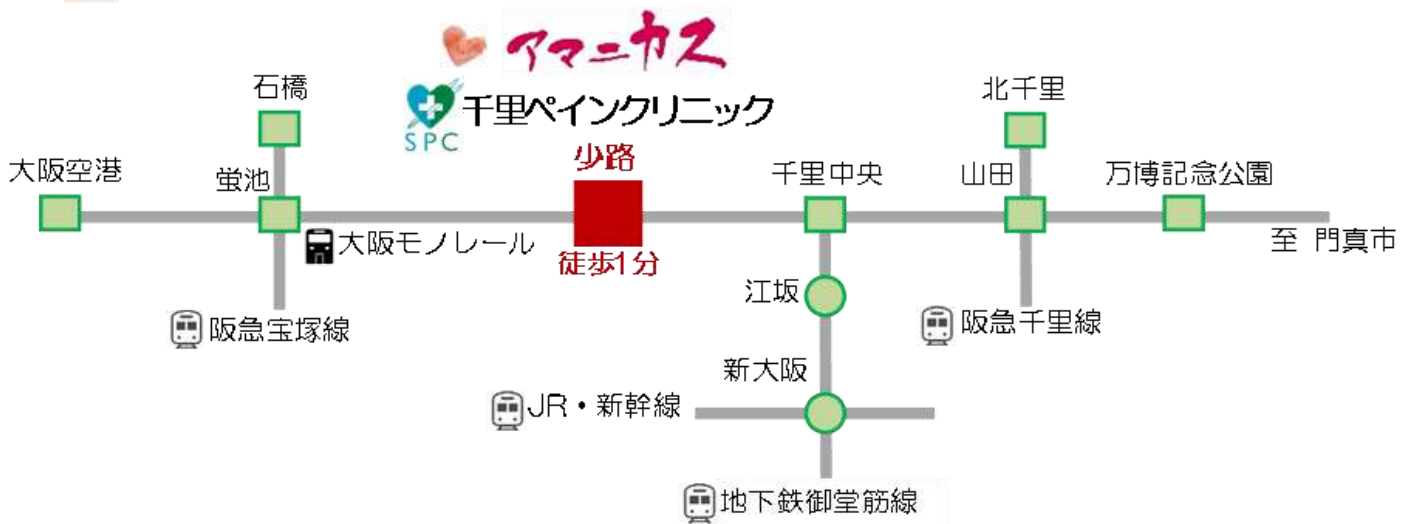 アマニカス
千里ペインクリニック
SPC
石橋
北千里
大阪空港
蛍池
少路
千里中央
山田
万博記念公園
大阪モノレール
徒歩1分
至 門真市
江坂
阪急宝塚線
阪急千里線
新大阪
JR・新幹線
地下鉄御堂筋線